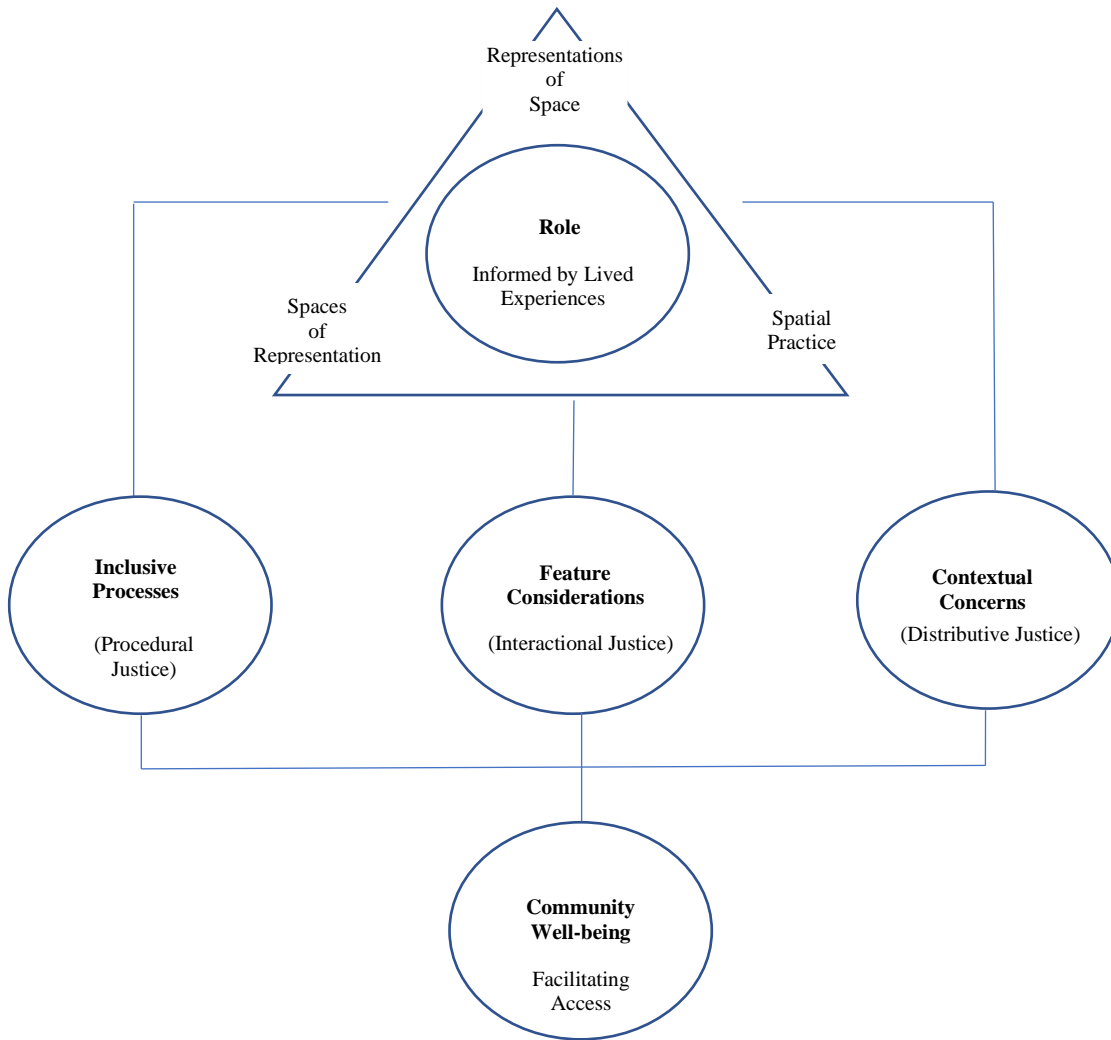 Representations
of
Space
Role
Informed by Lived
Experiences
Spaces
of
Representation
Spatial
Practice
Inclusive
Processes
(Procedural
Justice)
Feature
Considerations
(Interactional Justice)
Contextual
Concerns
(Distributive Justice)
Community
Well-being
Facilitating
Access